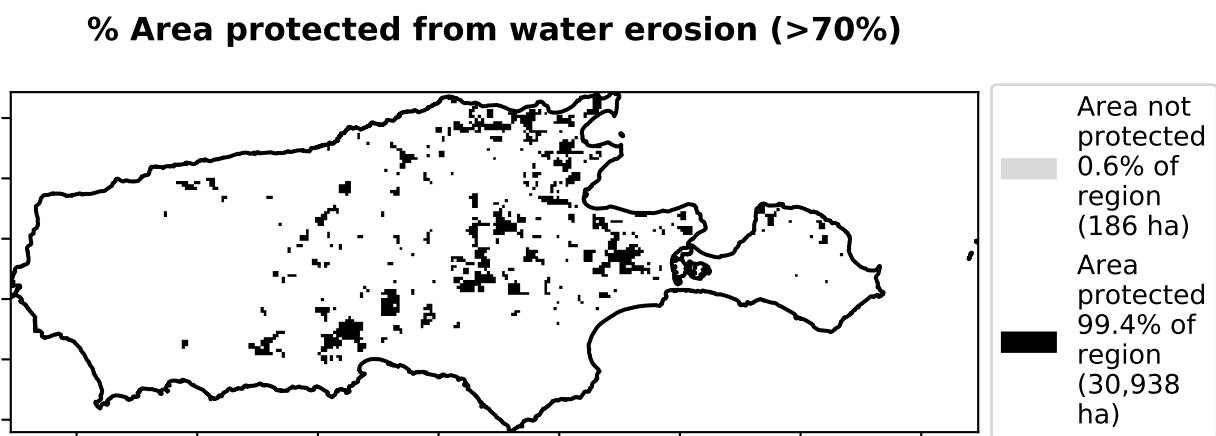 % Area protected from water erosion (>70%)
Area not
protected
0.6% of
region
(186 ha)
Area
protected
99.4% of
region
(30,938
ha)